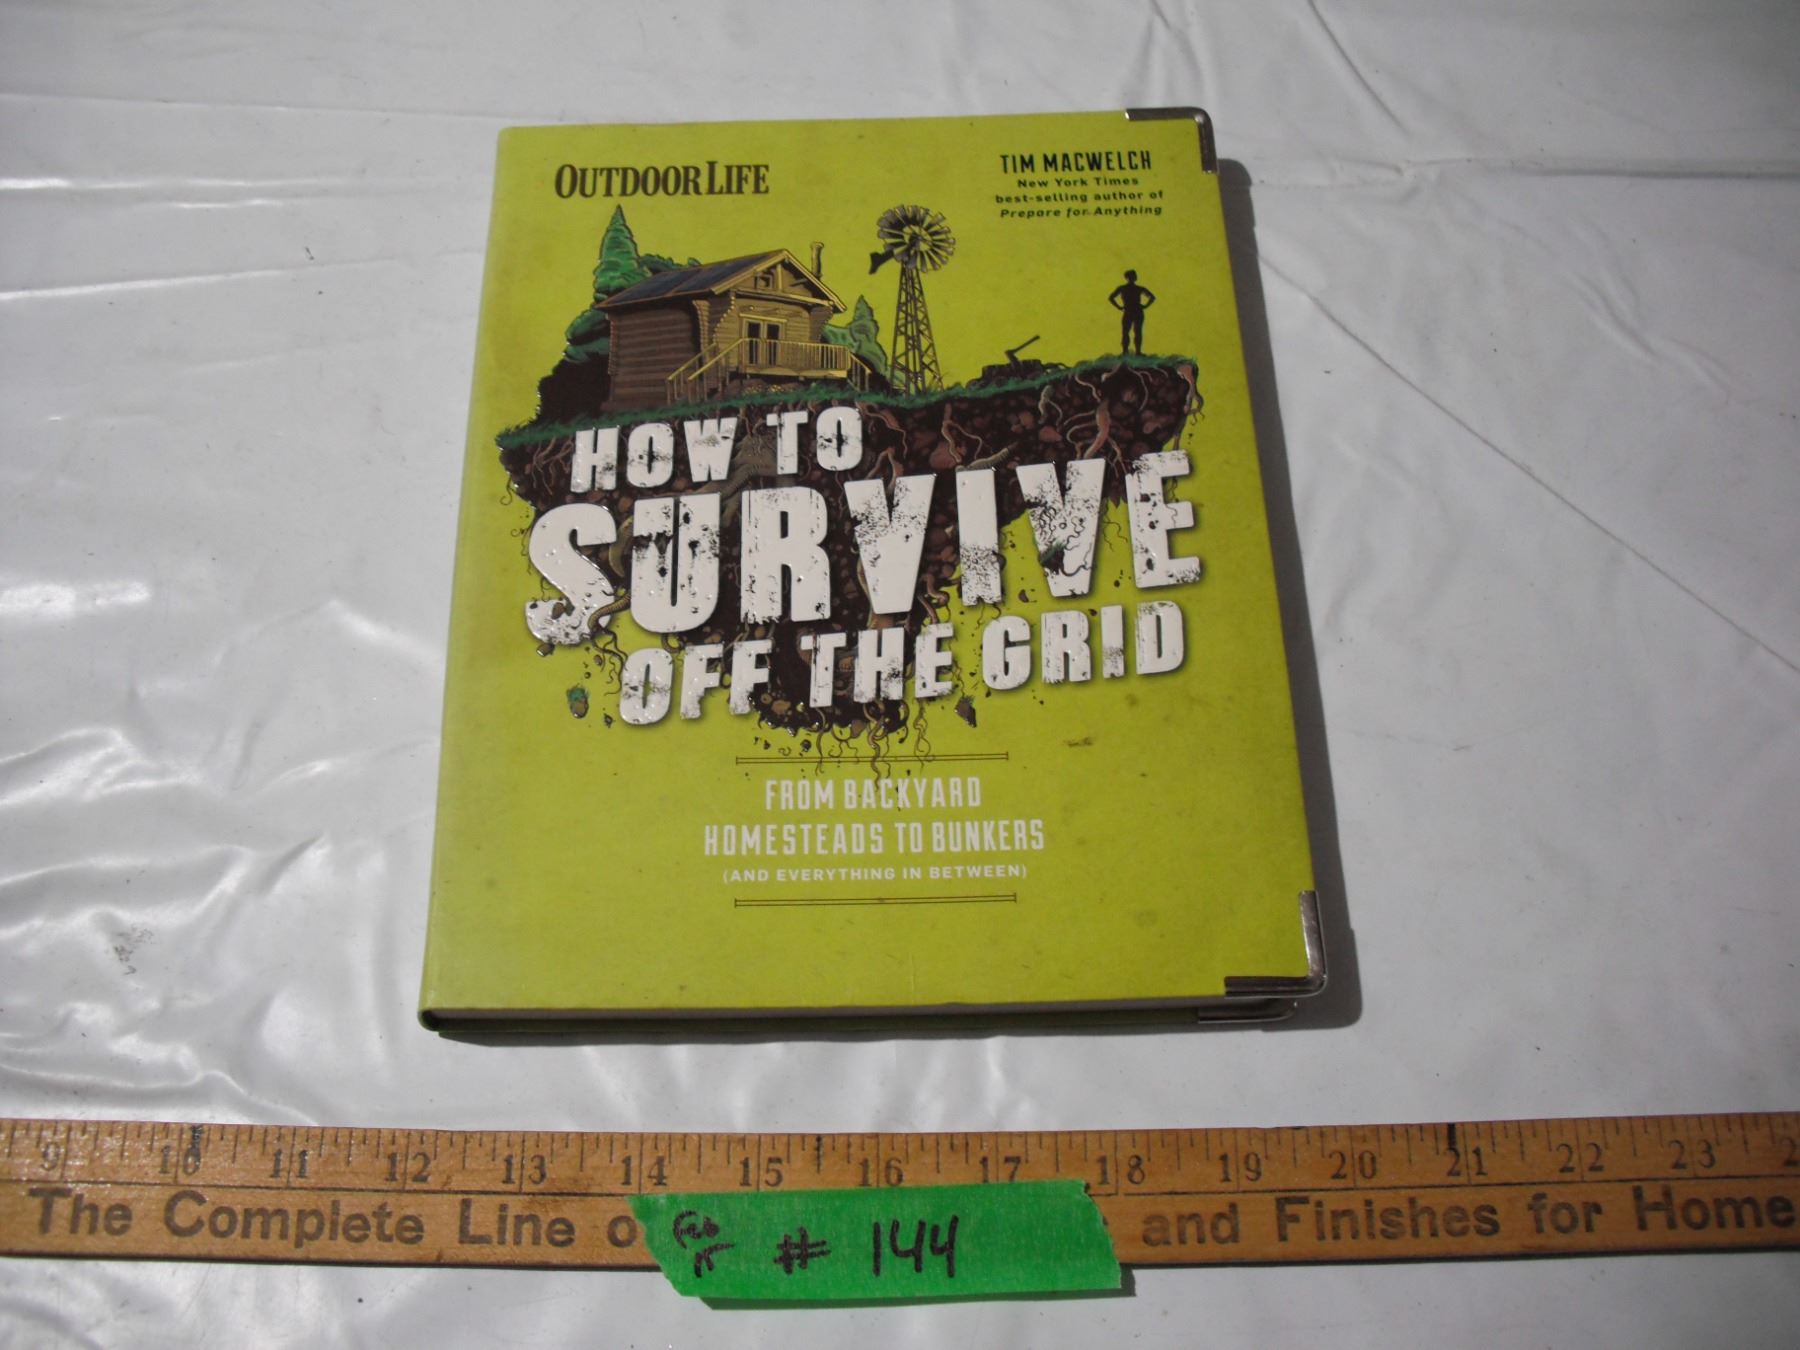 OUTDOOR LIFE
TIM MACWELCH
New York Times
best-selling author of
Prepare for Anything
HOW TO
SURVIVE
OFF THE GRID
FROM BACKYARD
HOMESTEADS TO BUNKERS
(AND EVERYTHING IN BETWEEN)
9 10 11 12 13 14 15 16 17 18 19 20 21 22 23
The Complete Line and Finishes for Home
# 144